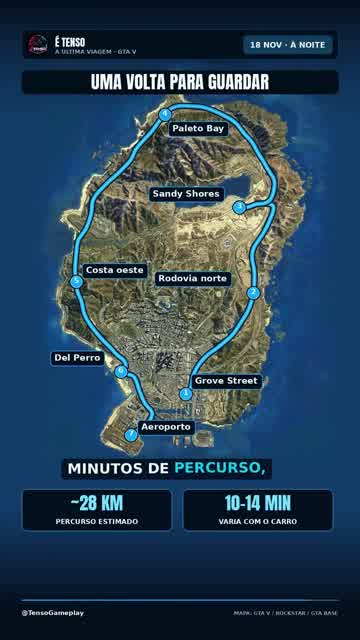 É TENSO
A ÚLTIMA VIAGEM · GTA V
18 NOV · À NOITE
UMA VOLTA PARA GUARDAR
4
Paleto Bay
Sandy Shores
3
Costa oeste
Rodovia norte
5
2
Del Perro
6
Grove Street
1
Aeroporto
7
MINUTOS DE PERCURSO,
~28 KM
PERCURSO ESTIMADO
10-14 MIN
VARIA COM O CARRO
@TensoGameplay
MAPA: GTA V / ROCKSTAR / GTA BASE